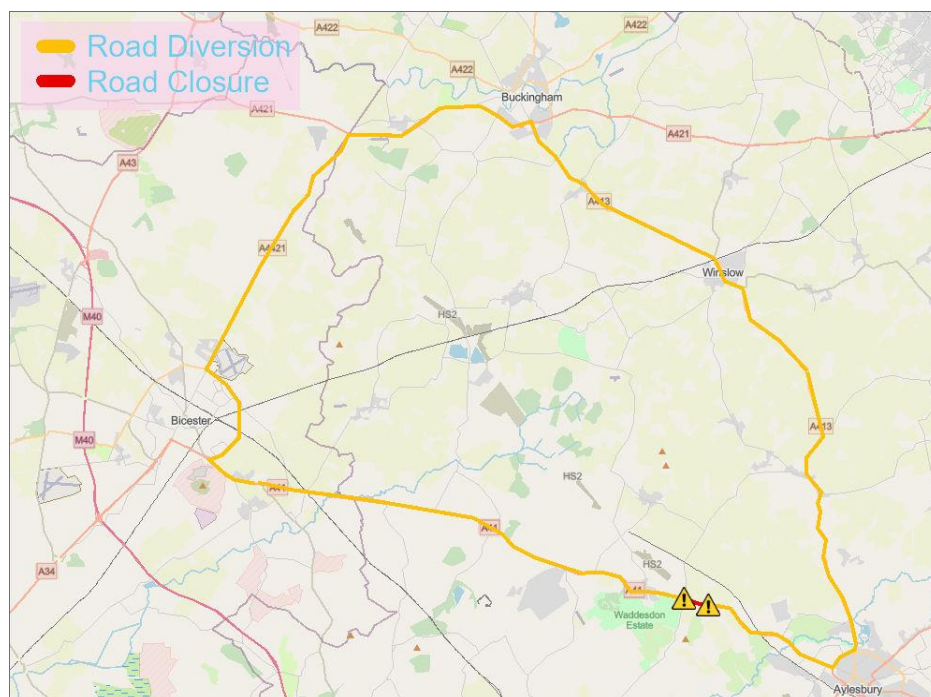 Road Diversion
Road Closure
A422
A422
A422
Buckingham
A421
A421
A43
A413
A4421
Winslow
HS2
M40
Bicester
A413
M40
A41
HS2
A41
A34
HS2
A41
Waddesdon
Estate
Aylesbury